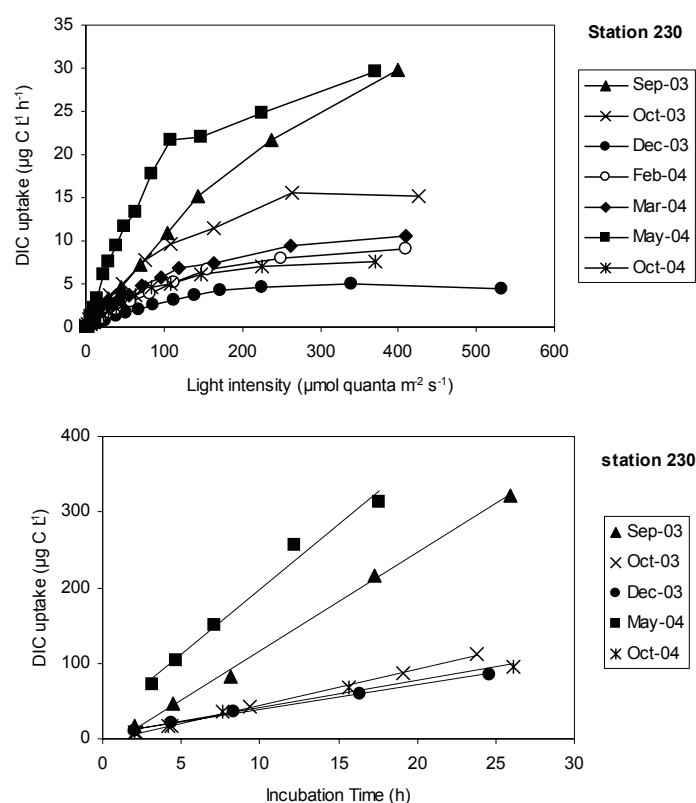 Station 230
DIC uptake (µg C L¹ h⁻¹)
35
30
25
20
15
10
5
0
0 100 200 300 400 500 600
Light intensity (µmol quanta m⁻² s⁻¹)
Sep-03
Oct-03
Dec-03
Feb-04
Mar-04
May-04
Oct-04
station 230
DIC uptake (µg C L¹)
400
300
200
100
0
0 5 10 15 20 25 30
Incubation Time (h)
Sep-03
Oct-03
Dec-03
May-04
Oct-04